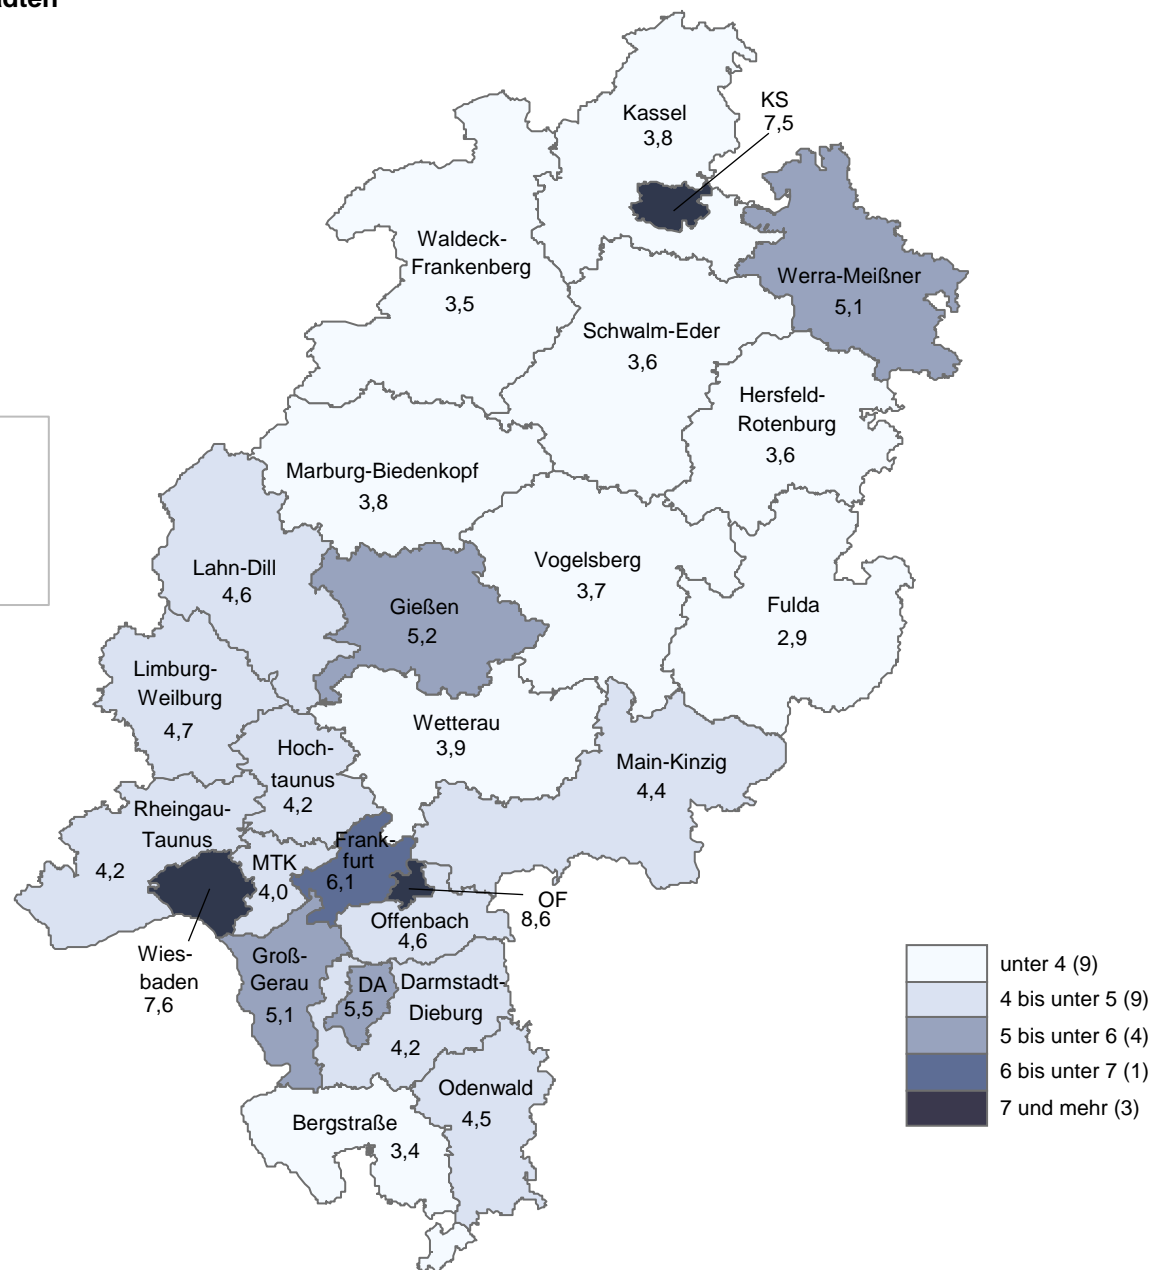 KS
7,5
Kassel
3,8
Waldeck-
Frankenberg
3,5
Werra-Meißner
5,1
Schwalm-Eder
3,6
Hersfeld-
Rotenburg
3,6
Marburg-Biedenkopf
3,8
Lahn-Dill
4,6
Gießen
5,2
Vogelsberg
3,7
Fulda
2,9
Limburg-
Weilburg
4,7
Wetterau
3,9
Hoch-
taunus
4,2
Main-Kinzig
4,4
Rheingau-
Taunus
4,2
MTK
4,0
Frank-
furt
6,1
OF
8,6
Offenbach
4,6
Wies-
baden
7,6
Groß-
Gerau
5,1
DA
5,5
Darmstadt-
Dieburg
4,2
Odenwald
4,5
Bergstraße
3,4
unter 4 (9)
4 bis unter 5 (9)
5 bis unter 6 (4)
6 bis unter 7 (1)
7 und mehr (3)